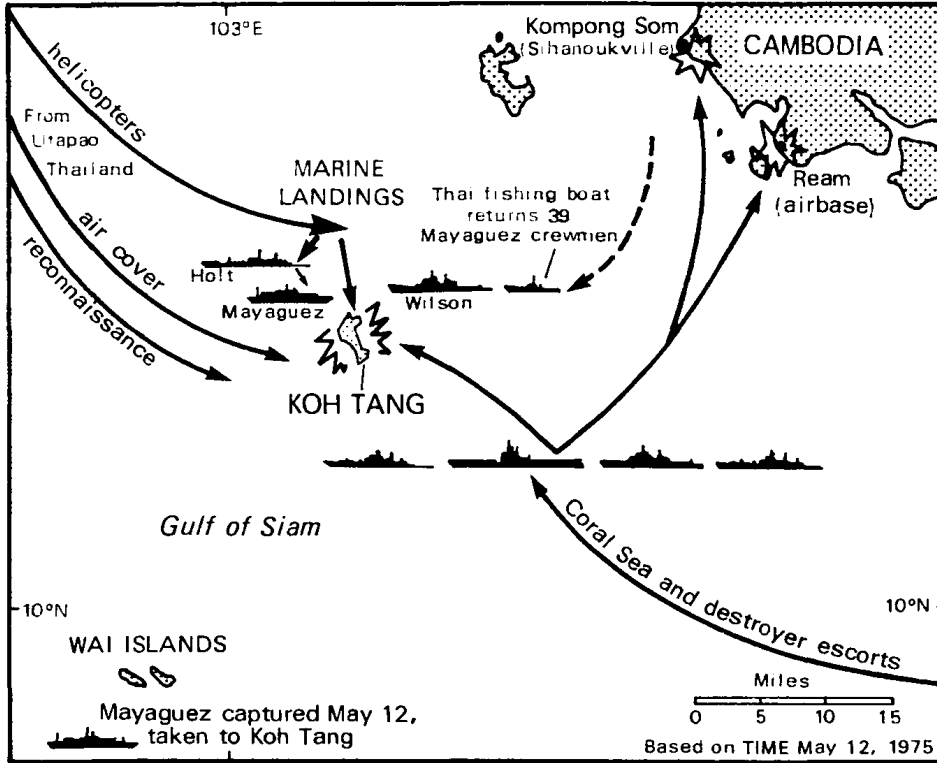 103°E
Kompong Som
(Sihanoukville)
CAMBODIA
helicopters
From
Utapao
Thailand
MARINE
LANDINGS
Thai fishing boat
returns 39
Mayaguez crewmen
Ream
(airbase)
air cover
reconnaissance
Holt
Mayaguez
Wilson
KOH TANG
Gulf of Siam
Coral Sea and destroyer escorts
10°N
10°N
WAI ISLANDS
Mayaguez captured May 12,
taken to Koh Tang
Miles
0 5 10 15
Based on TIME May 12, 1975